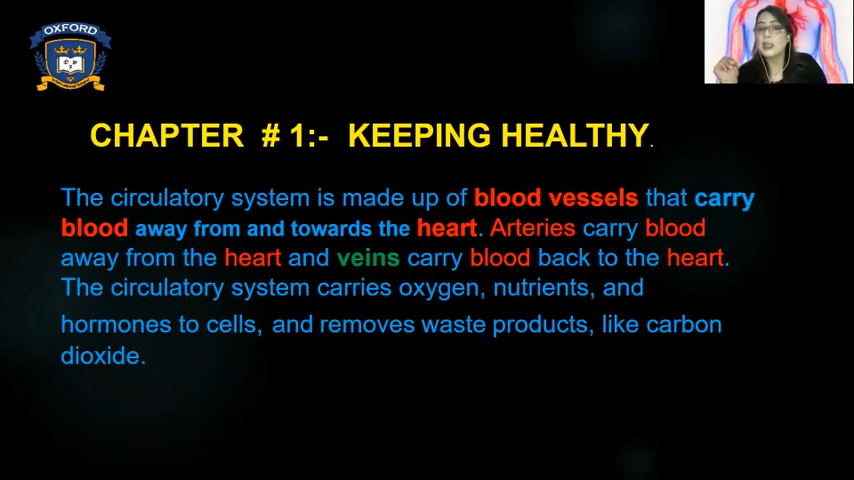 OXFORD
CHAPTER # 1:- KEEPING HEALTHY.
The circulatory system is made up of blood vessels that carry
blood away from and towards the heart. Arteries carry blood
away from the heart and veins carry blood back to the heart.
The circulatory system carries oxygen, nutrients, and
hormones to cells, and removes waste products, like carbon
dioxide.